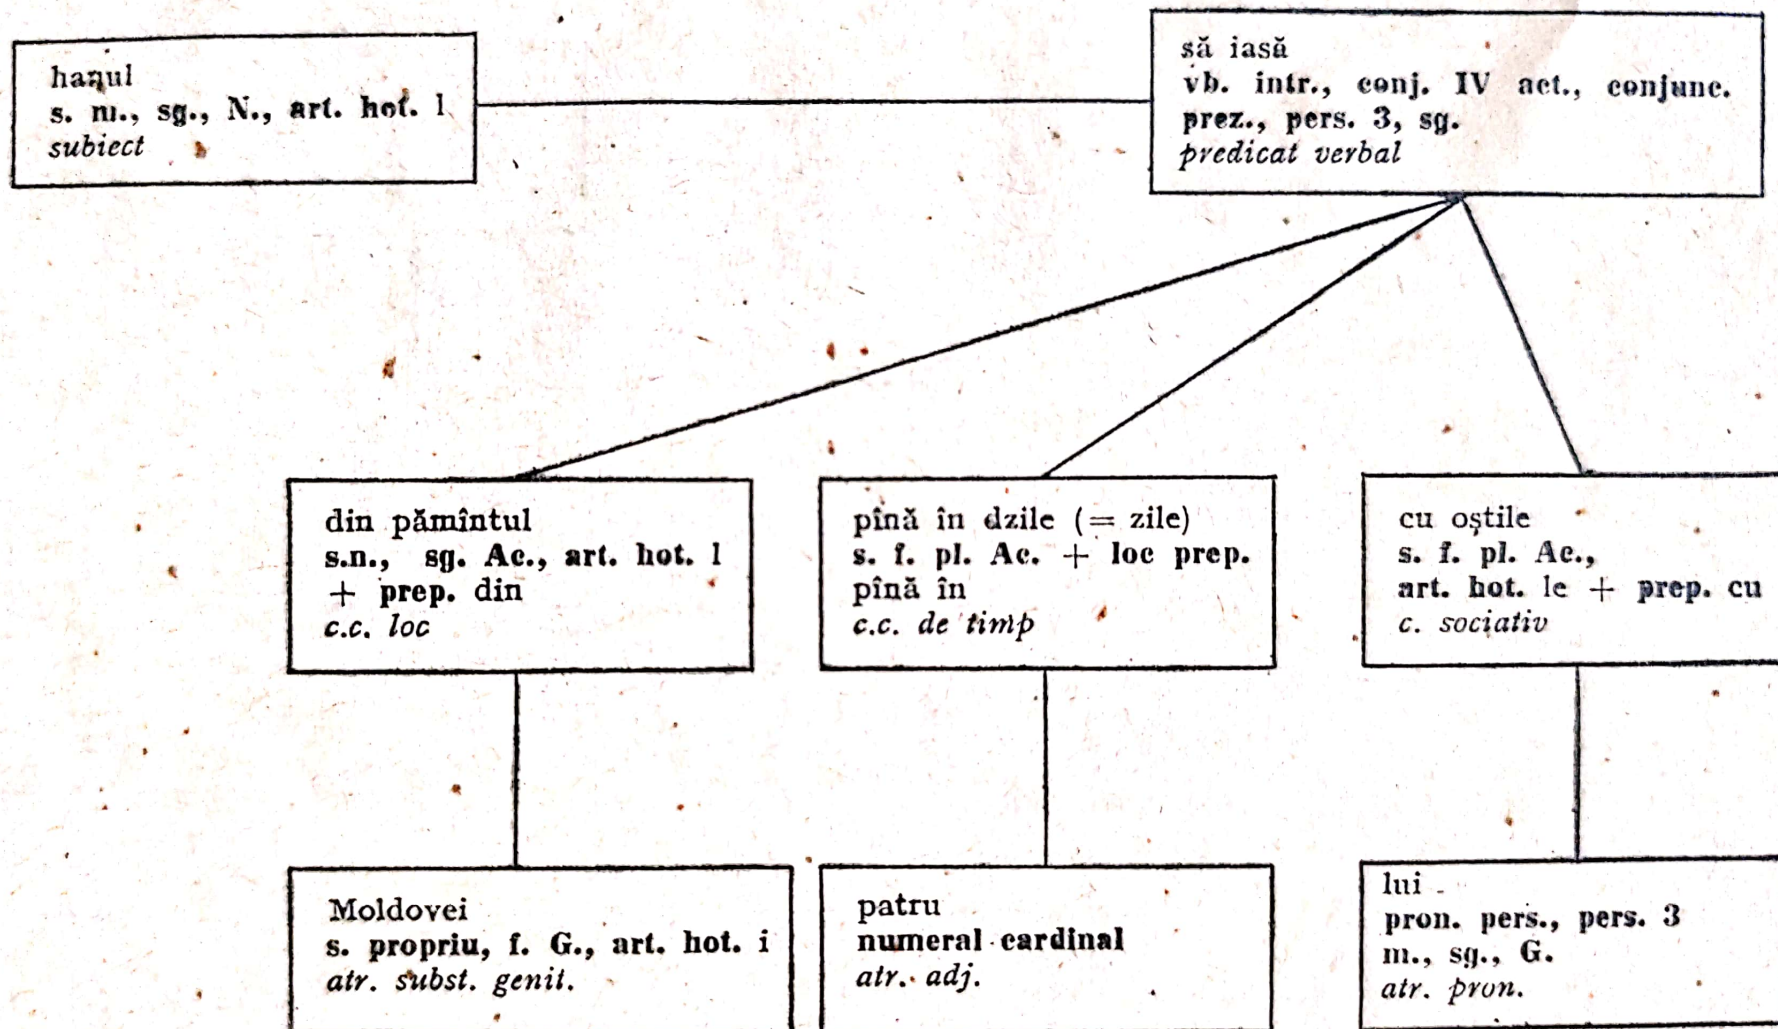 hanul
s. m., sg., N., art. hot. l
subiect
să iasă
vb. intr., conj. IV act., conjunc.
prez., pers. 3, sg.
predicat verbal
din pămîntul
s.n., sg. Ac., art. hot. l
+ prep. din
c.c. loc
pînă în dzile (= zile)
s. f. pl. Ac. + loc prep.
pînă în
c.c. de timp
cu oştile
s. f. pl. Ac.,
art. hot. le + prep. cu
c. sociativ
Moldovei
s. propriu, f. G., art. hot. i
atr. subst. genit.
patru
numeral cardinal
atr. adj.
lui
pron. pers., pers. 3
m., sg., G.
atr. pron.